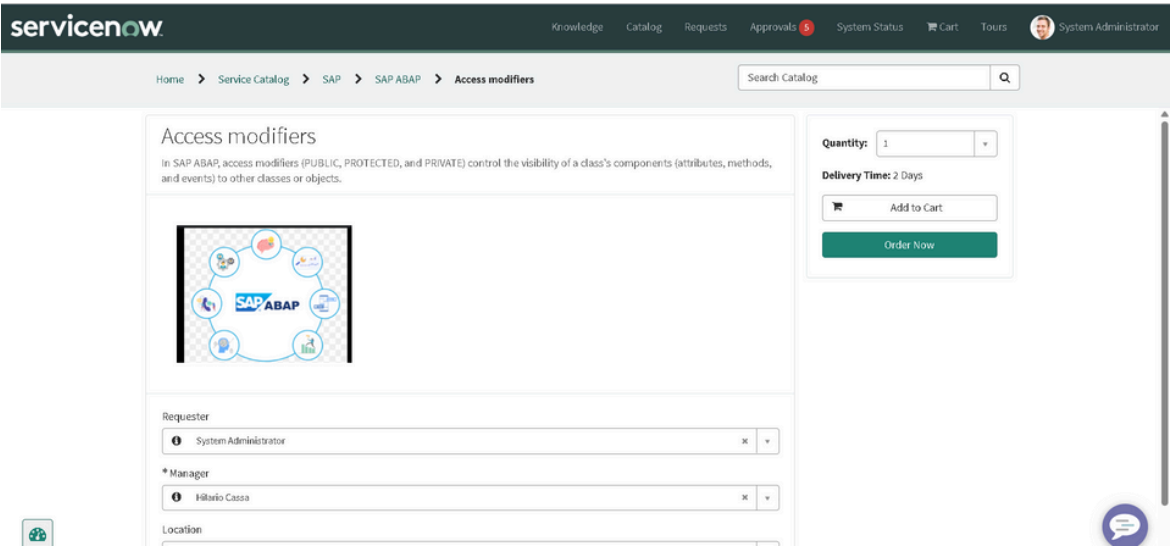 servicenow
Knowledge Catalog Requests Approvals 5 System Status Cart Tours System Administrator
Home > Service Catalog > SAP > SAP ABAP > Access modifiers
Search Catalog
Access modifiers
In SAP ABAP, access modifiers (PUBLIC, PROTECTED, and PRIVATE) control the visibility of a class's components (attributes, methods,
and events) to other classes or objects.
SAP ABAP
Requester
System Administrator
* Manager
Hilario Cassa
Location
Quantity: 1
Delivery Time: 2 Days
Add to Cart
Order Now